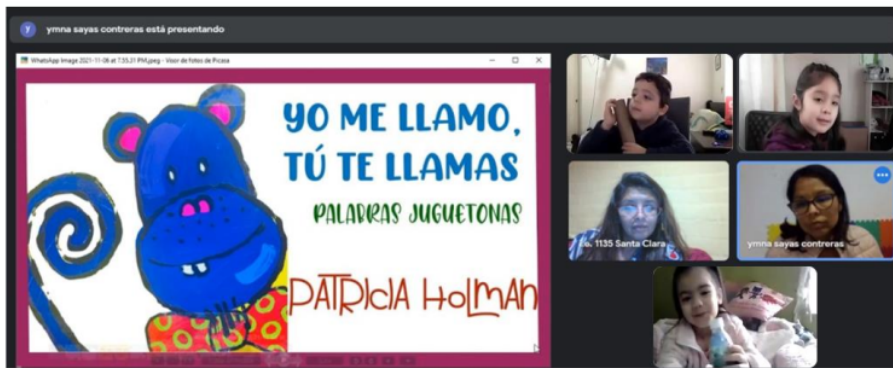 y
ymna sayas contreras está presentando
WhatsApp Image 2021-11-08 at 7.55.31 PM.jpeg - Visor de fotos de Picasa
YO ME LLAMO,
TÚ TE LLAMAS
PALABRAS JUGUETONAS
PATRICIA HOLMAN
I.E. 1135 Santa Clara
ymna sayas contreras